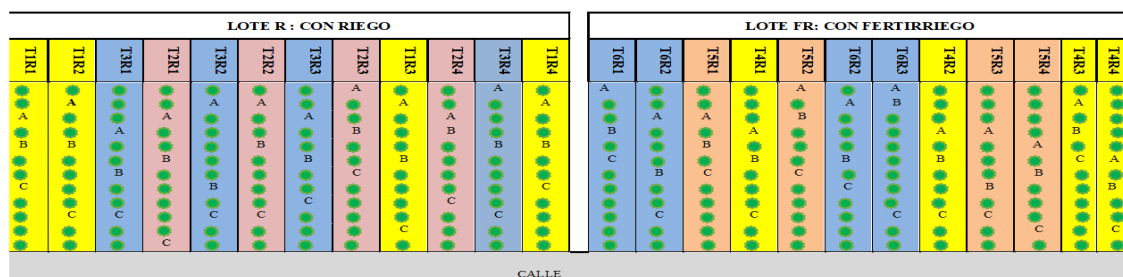 LOTE R : CON RIEGO
LOTE FR: CON FERTIRRIEGO
T1R1 T1R2 T3R1 T2R1 T3R2 T2R2 T3R3 T2R3 T1R3 T2R4 T3R4 T1R4
T6R1 T6R2 T5R1 T4R1 T5R2 T6R2 T6R3 T4R2 T5R3 T5R4 T4R3 T4R4
A A A A A
A A A A A A A B A
A A A A A B
A B B B A A A B
B B B B B B A
B B B C B B B C A
B C B B
C B C C B B
C C
C C C C C C C C C C C C
C C C
C
CALLE